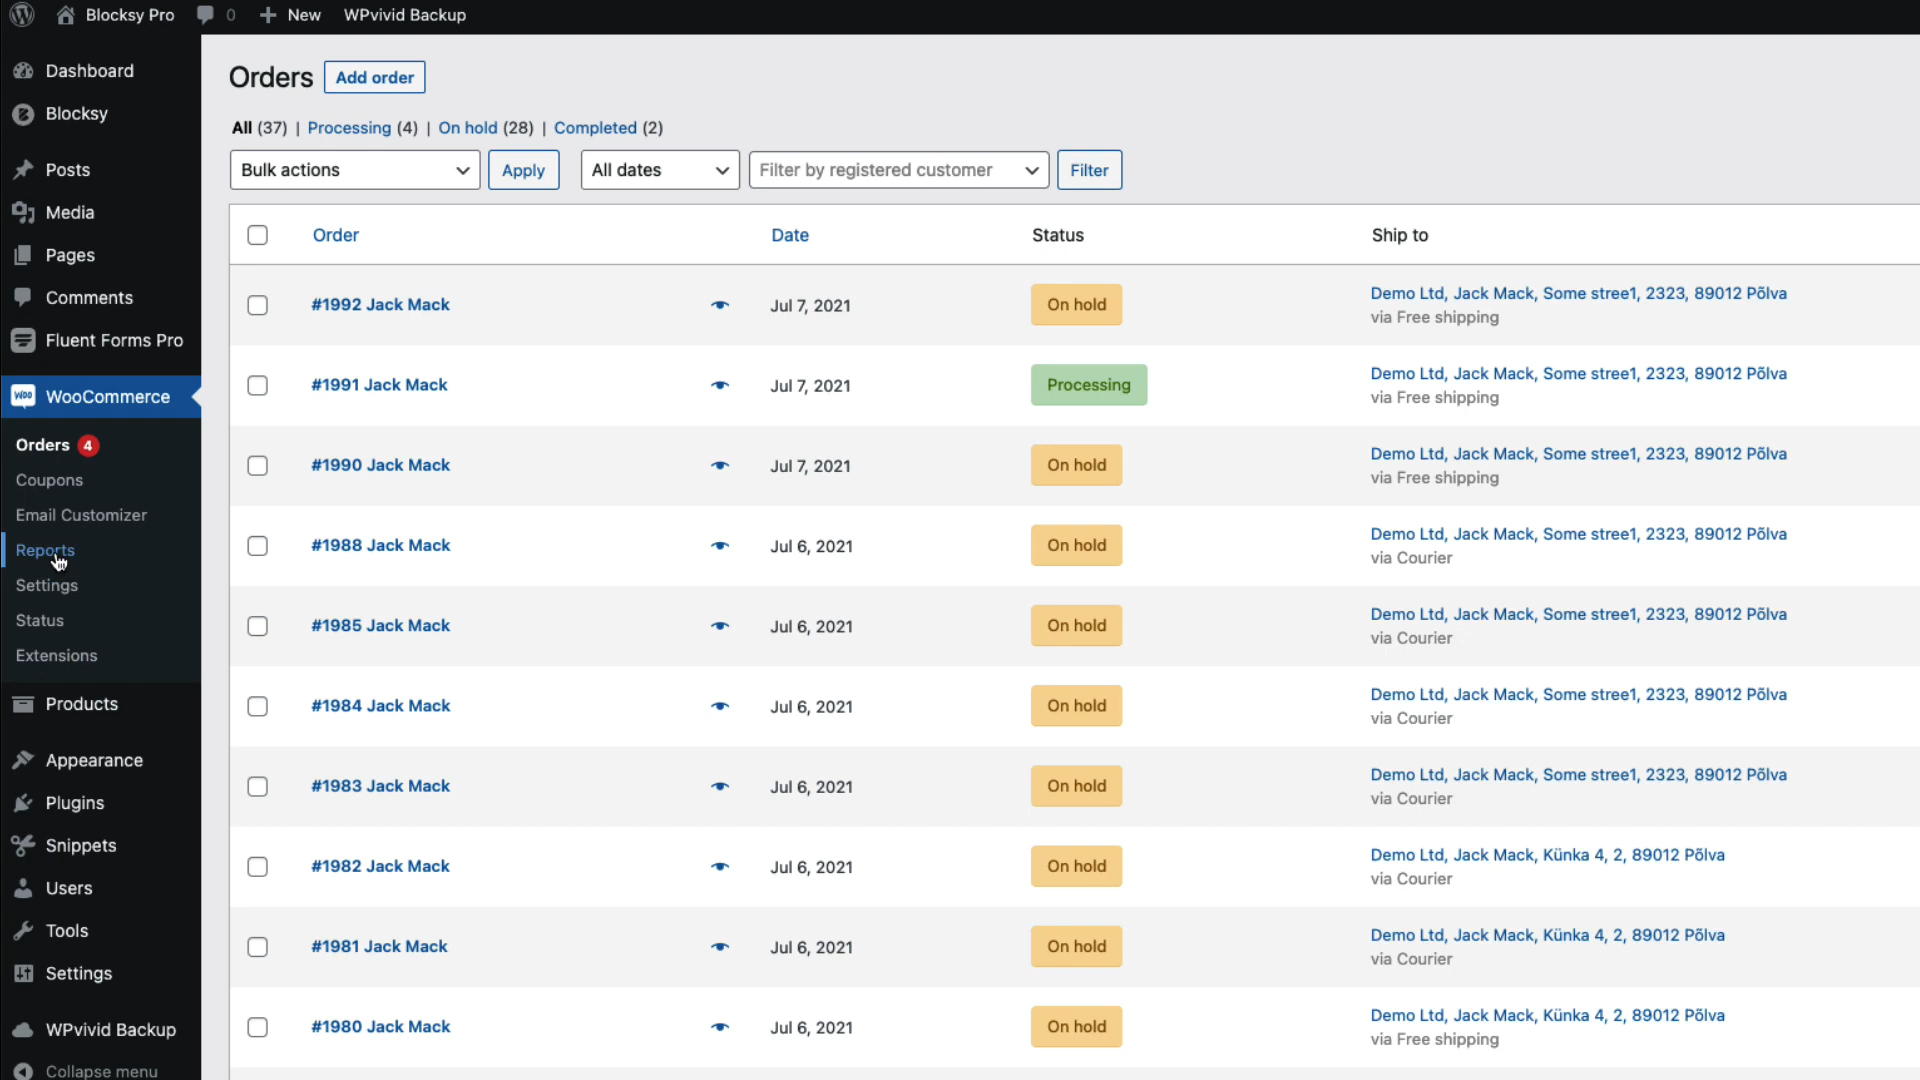 Blocksy Pro 0 New WPvivid Backup
Dashboard
Blocksy
Posts
Media
Pages
Comments
Fluent Forms Pro
WooCommerce
Orders 4
Coupons
Email Customizer
Reports
Settings
Status
Extensions
Products
Appearance
Plugins
Snippets
Users
Tools
Settings
WPvivid Backup
Collapse menu
Orders Add order
All (37) | Processing (4) | On hold (28) | Completed (2)
Bulk actions Apply All dates Filter by registered customer Filter
Order Date Status Ship to
#1992 Jack Mack Jul 7, 2021 On hold Demo Ltd, Jack Mack, Some stree1, 2323, 89012 Põlva
via Free shipping
#1991 Jack Mack Jul 7, 2021 Processing Demo Ltd, Jack Mack, Some stree1, 2323, 89012 Põlva
via Free shipping
#1990 Jack Mack Jul 7, 2021 On hold Demo Ltd, Jack Mack, Some stree1, 2323, 89012 Põlva
via Free shipping
#1988 Jack Mack Jul 6, 2021 On hold Demo Ltd, Jack Mack, Some stree1, 2323, 89012 Põlva
via Courier
#1985 Jack Mack Jul 6, 2021 On hold Demo Ltd, Jack Mack, Some stree1, 2323, 89012 Põlva
via Courier
#1984 Jack Mack Jul 6, 2021 On hold Demo Ltd, Jack Mack, Some stree1, 2323, 89012 Põlva
via Courier
#1983 Jack Mack Jul 6, 2021 On hold Demo Ltd, Jack Mack, Some stree1, 2323, 89012 Põlva
via Courier
#1982 Jack Mack Jul 6, 2021 On hold Demo Ltd, Jack Mack, Künka 4, 2, 89012 Põlva
via Courier
#1981 Jack Mack Jul 6, 2021 On hold Demo Ltd, Jack Mack, Künka 4, 2, 89012 Põlva
via Courier
#1980 Jack Mack Jul 6, 2021 On hold Demo Ltd, Jack Mack, Künka 4, 2, 89012 Põlva
via Free shipping